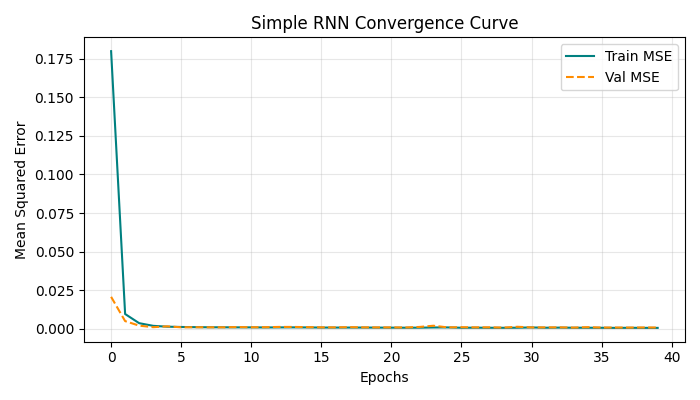 Simple RNN Convergence Curve
Train MSE
Val MSE
Mean Squared Error
0.175
0.150
0.125
0.100
0.075
0.050
0.025
0.000
0 5 10 15 20 25 30 35 40
Epochs